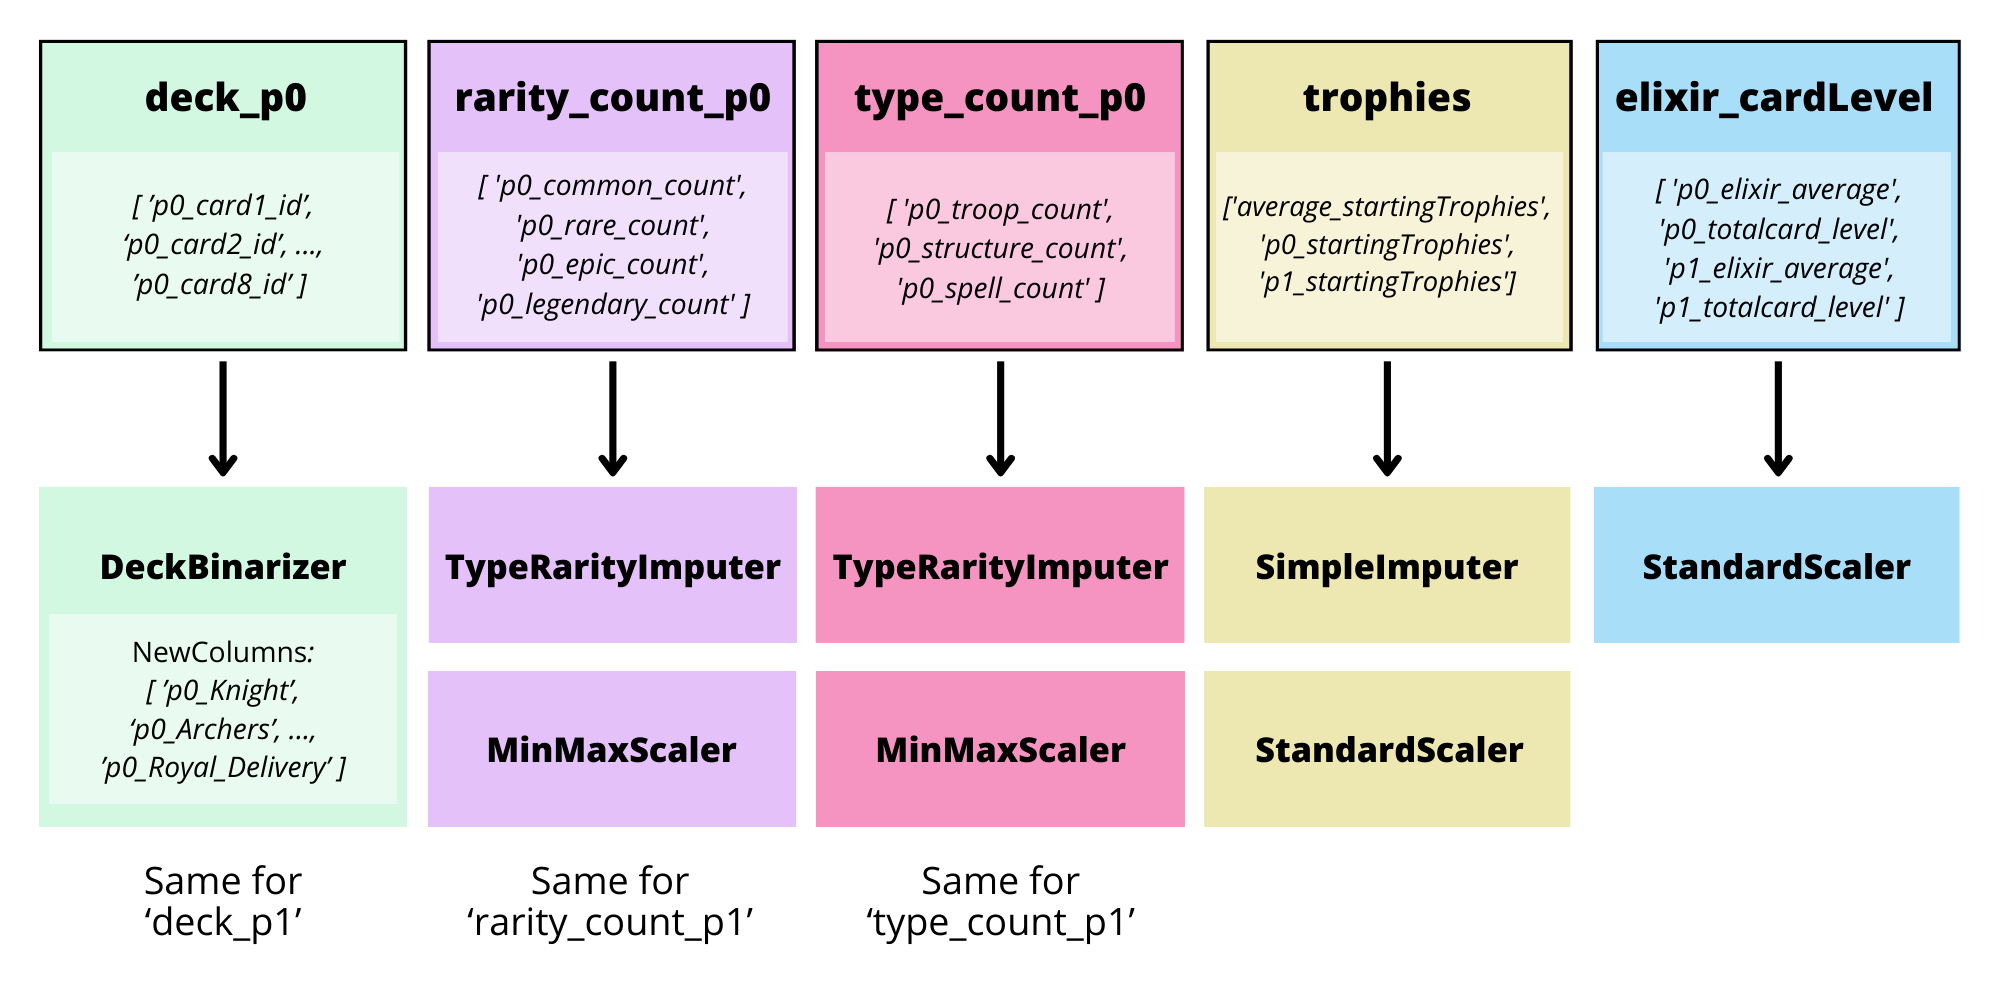 deck_p0
[ ’p0_card1_id’,
‘p0_card2_id’, ...,
’p0_card8_id’ ]
rarity_count_p0
[ 'p0_common_count',
'p0_rare_count',
'p0_epic_count',
'p0_legendary_count' ]
type_count_p0
[ 'p0_troop_count',
'p0_structure_count',
'p0_spell_count' ]
trophies
['average_startingTrophies',
'p0_startingTrophies',
'p1_startingTrophies']
elixir_cardLevel
[ 'p0_elixir_average',
'p0_totalcard_level',
'p1_elixir_average',
'p1_totalcard_level' ]
DeckBinarizer
NewColumns:
[ ’p0_Knight’,
‘p0_Archers’, ...,
’p0_Royal_Delivery’ ]
TypeRarityImputer
MinMaxScaler
TypeRarityImputer
MinMaxScaler
SimpleImputer
StandardScaler
StandardScaler
Same for
‘deck_p1’
Same for
‘rarity_count_p1’
Same for
‘type_count_p1’